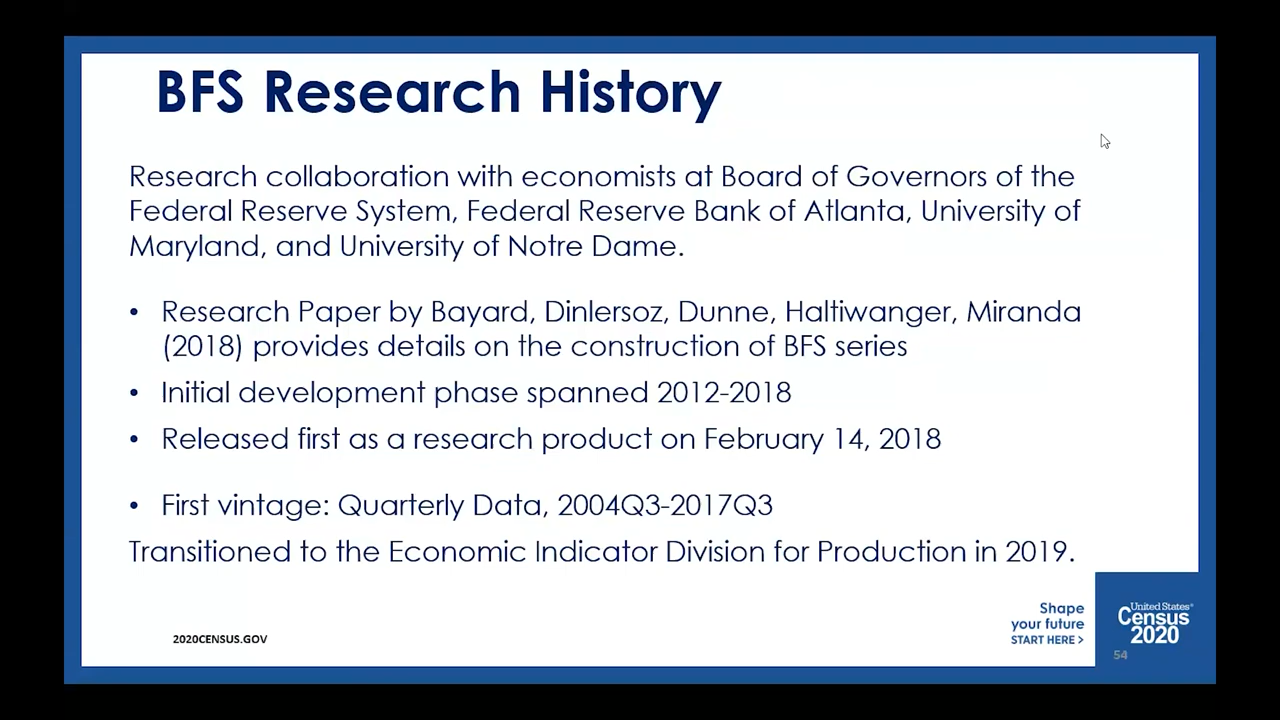 BFS Research History
Research collaboration with economists at Board of Governors of the
Federal Reserve System, Federal Reserve Bank of Atlanta, University of
Maryland, and University of Notre Dame.
• Research Paper by Bayard, Dinlersoz, Dunne, Haltiwanger, Miranda
(2018) provides details on the construction of BFS series
• Initial development phase spanned 2012-2018
• Released first as a research product on February 14, 2018
• First vintage: Quarterly Data, 2004Q3-2017Q3
Transitioned to the Economic Indicator Division for Production in 2019.
2020CENSUS.GOV
Shape
your future
START HERE >
United States®
Census
2020
54